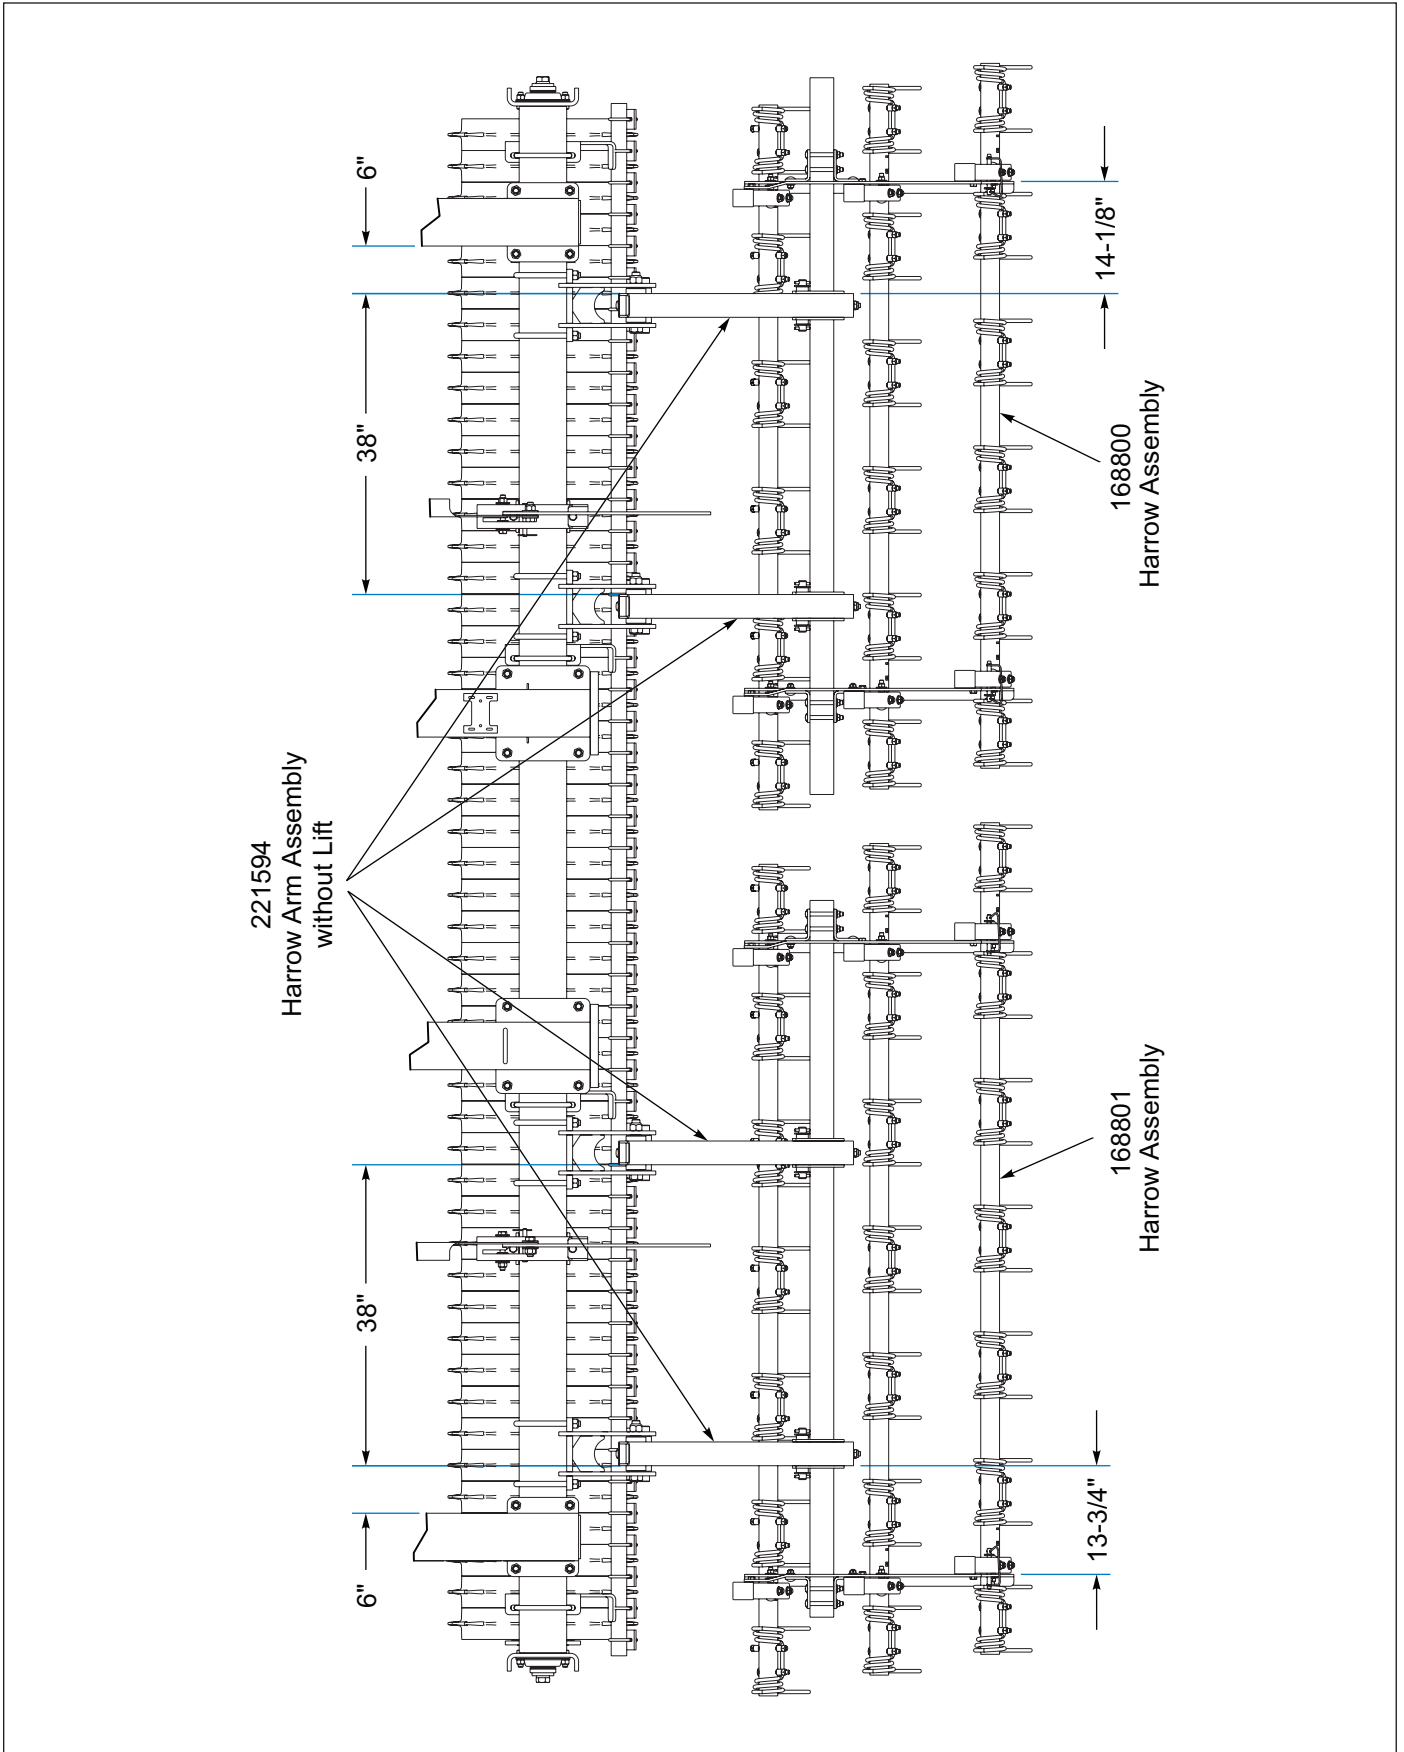 6"
38"
38"
6"
221594
Harrow Arm Assembly
without Lift
14-1/8"
168800
Harrow Assembly
168801
Harrow Assembly
13-3/4"